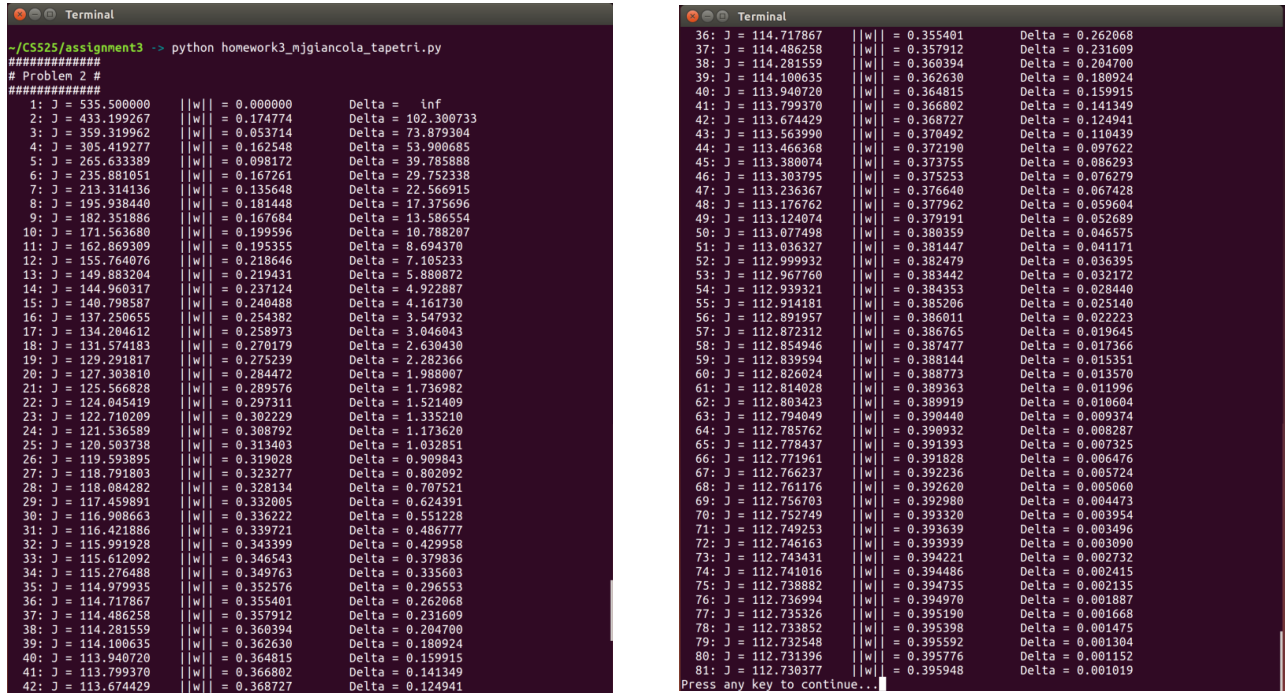 Terminal
~/CS525/assignment3 -> python homework3_mjgiancola_tapetri.py
#############
# Problem 2 #
#############
1: J = 535.500000 ||w|| = 0.000000 Delta = inf
2: J = 433.199267 ||w|| = 0.174774 Delta = 102.300733
3: J = 359.319962 ||w|| = 0.053714 Delta = 73.879304
4: J = 305.419277 ||w|| = 0.162548 Delta = 53.900685
5: J = 265.633389 ||w|| = 0.098172 Delta = 39.785888
6: J = 235.881051 ||w|| = 0.167261 Delta = 29.752338
7: J = 213.314136 ||w|| = 0.135648 Delta = 22.566915
8: J = 195.938440 ||w|| = 0.181448 Delta = 17.375696
9: J = 182.351886 ||w|| = 0.167684 Delta = 13.586554
10: J = 171.563680 ||w|| = 0.199596 Delta = 10.788207
11: J = 162.869309 ||w|| = 0.195355 Delta = 8.694370
12: J = 155.764076 ||w|| = 0.218646 Delta = 7.105233
13: J = 149.883204 ||w|| = 0.219431 Delta = 5.880872
14: J = 144.960317 ||w|| = 0.237124 Delta = 4.922887
15: J = 140.798587 ||w|| = 0.240488 Delta = 4.161730
16: J = 137.250655 ||w|| = 0.254382 Delta = 3.547932
17: J = 134.204612 ||w|| = 0.258973 Delta = 3.046043
18: J = 131.574183 ||w|| = 0.270179 Delta = 2.630430
19: J = 129.291817 ||w|| = 0.275239 Delta = 2.282366
20: J = 127.303810 ||w|| = 0.284472 Delta = 1.988007
21: J = 125.566828 ||w|| = 0.289576 Delta = 1.736982
22: J = 124.045419 ||w|| = 0.297311 Delta = 1.521409
23: J = 122.710209 ||w|| = 0.302229 Delta = 1.335210
24: J = 121.536589 ||w|| = 0.308792 Delta = 1.173620
25: J = 120.503738 ||w|| = 0.313403 Delta = 1.032851
26: J = 119.593895 ||w|| = 0.319028 Delta = 0.909843
27: J = 118.791803 ||w|| = 0.323277 Delta = 0.802092
28: J = 118.084282 ||w|| = 0.328134 Delta = 0.707521
29: J = 117.459891 ||w|| = 0.332005 Delta = 0.624391
30: J = 116.908663 ||w|| = 0.336222 Delta = 0.551228
31: J = 116.421886 ||w|| = 0.339721 Delta = 0.486777
32: J = 115.991928 ||w|| = 0.343399 Delta = 0.429958
33: J = 115.612092 ||w|| = 0.346543 Delta = 0.379836
34: J = 115.276488 ||w|| = 0.349763 Delta = 0.335603
35: J = 114.979935 ||w|| = 0.352576 Delta = 0.296553
36: J = 114.717867 ||w|| = 0.355401 Delta = 0.262068
37: J = 114.486258 ||w|| = 0.357912 Delta = 0.231609
38: J = 114.281559 ||w|| = 0.360394 Delta = 0.204700
39: J = 114.100635 ||w|| = 0.362630 Delta = 0.180924
40: J = 113.940720 ||w|| = 0.364815 Delta = 0.159915
41: J = 113.799370 ||w|| = 0.366802 Delta = 0.141349
42: J = 113.674429 ||w|| = 0.368727 Delta = 0.124941
Terminal
36: J = 114.717867 ||w|| = 0.355401 Delta = 0.262068
37: J = 114.486258 ||w|| = 0.357912 Delta = 0.231609
38: J = 114.281559 ||w|| = 0.360394 Delta = 0.204700
39: J = 114.100635 ||w|| = 0.362630 Delta = 0.180924
40: J = 113.940720 ||w|| = 0.364815 Delta = 0.159915
41: J = 113.799370 ||w|| = 0.366802 Delta = 0.141349
42: J = 113.674429 ||w|| = 0.368727 Delta = 0.124941
43: J = 113.563990 ||w|| = 0.370492 Delta = 0.110439
44: J = 113.466368 ||w|| = 0.372190 Delta = 0.097622
45: J = 113.380074 ||w|| = 0.373755 Delta = 0.086293
46: J = 113.303795 ||w|| = 0.375253 Delta = 0.076279
47: J = 113.236367 ||w|| = 0.376640 Delta = 0.067428
48: J = 113.176762 ||w|| = 0.377962 Delta = 0.059604
49: J = 113.124074 ||w|| = 0.379191 Delta = 0.052689
50: J = 113.077498 ||w|| = 0.380359 Delta = 0.046575
51: J = 113.036327 ||w|| = 0.381447 Delta = 0.041171
52: J = 112.999932 ||w|| = 0.382479 Delta = 0.036395
53: J = 112.967760 ||w|| = 0.383442 Delta = 0.032172
54: J = 112.939321 ||w|| = 0.384353 Delta = 0.028440
55: J = 112.914181 ||w|| = 0.385206 Delta = 0.025140
56: J = 112.891957 ||w|| = 0.386011 Delta = 0.022223
57: J = 112.872312 ||w|| = 0.386765 Delta = 0.019645
58: J = 112.854946 ||w|| = 0.387477 Delta = 0.017366
59: J = 112.839594 ||w|| = 0.388144 Delta = 0.015351
60: J = 112.826024 ||w|| = 0.388773 Delta = 0.013570
61: J = 112.814028 ||w|| = 0.389363 Delta = 0.011996
62: J = 112.803423 ||w|| = 0.389919 Delta = 0.010604
63: J = 112.794049 ||w|| = 0.390440 Delta = 0.009374
64: J = 112.785762 ||w|| = 0.390932 Delta = 0.008287
65: J = 112.778437 ||w|| = 0.391393 Delta = 0.007325
66: J = 112.771961 ||w|| = 0.391828 Delta = 0.006476
67: J = 112.766237 ||w|| = 0.392236 Delta = 0.005724
68: J = 112.761176 ||w|| = 0.392620 Delta = 0.005060
69: J = 112.756703 ||w|| = 0.392980 Delta = 0.004473
70: J = 112.752749 ||w|| = 0.393320 Delta = 0.003954
71: J = 112.749253 ||w|| = 0.393639 Delta = 0.003496
72: J = 112.746163 ||w|| = 0.393939 Delta = 0.003090
73: J = 112.743431 ||w|| = 0.394221 Delta = 0.002732
74: J = 112.741016 ||w|| = 0.394486 Delta = 0.002415
75: J = 112.738882 ||w|| = 0.394735 Delta = 0.002135
76: J = 112.736994 ||w|| = 0.394970 Delta = 0.001887
77: J = 112.735326 ||w|| = 0.395190 Delta = 0.001668
78: J = 112.733852 ||w|| = 0.395398 Delta = 0.001475
79: J = 112.732548 ||w|| = 0.395592 Delta = 0.001304
80: J = 112.731396 ||w|| = 0.395776 Delta = 0.001152
81: J = 112.730377 ||w|| = 0.395948 Delta = 0.001019
Press any key to continue...